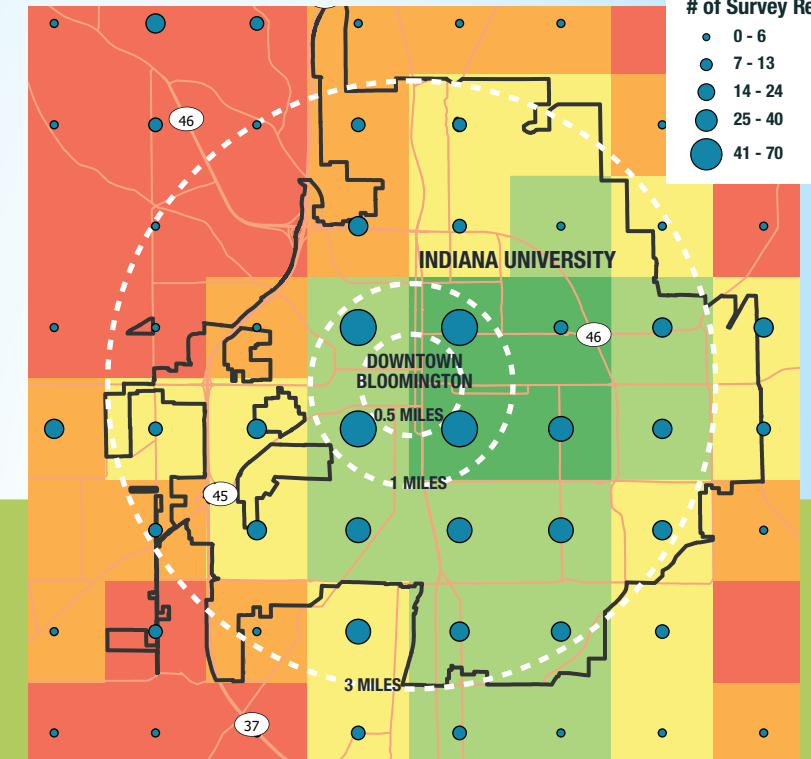 # of Survey Re
0 - 6
7 - 13
14 - 24
25 - 40
41 - 70
46
INDIANA UNIVERSITY
46
DOWNTOWN
BLOOMINGTON
0.5 MILES
1 MILES
45
3 MILES
37